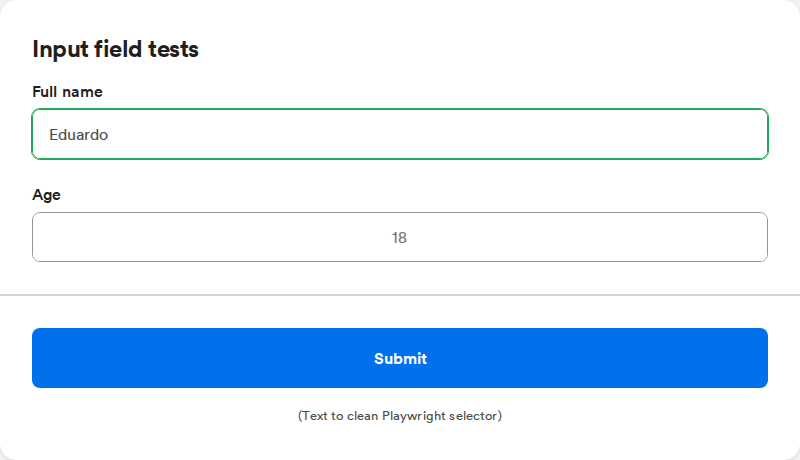 Input field tests
Full name
Eduardo
Age
18
Submit
(Text to clean Playwright selector)